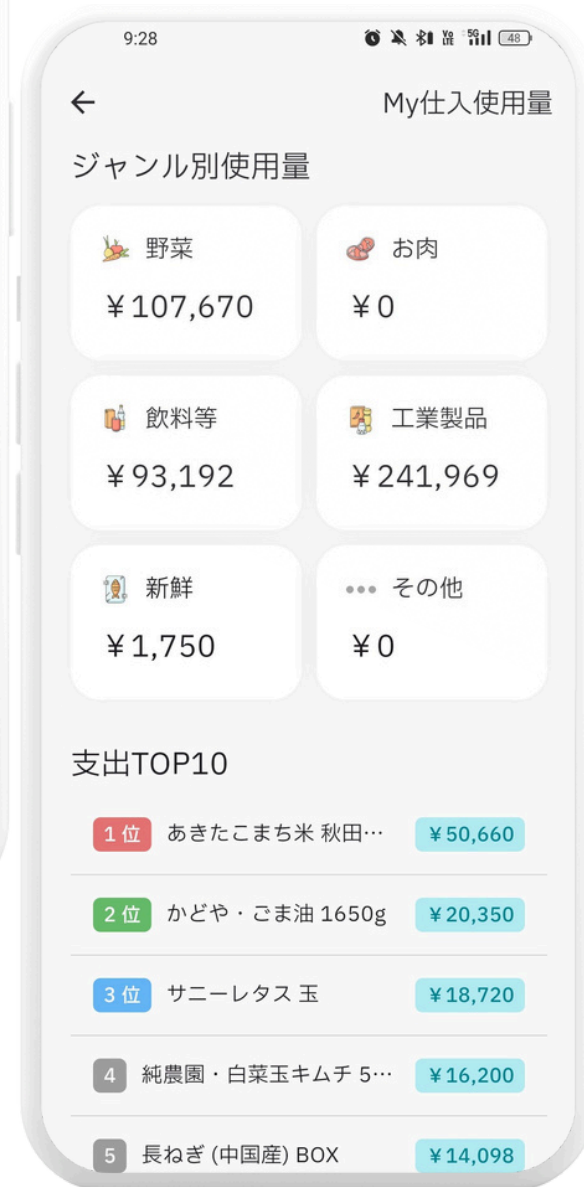 9:28
Vo LTE 5G 48
My仕入使用量
ジャンル別使用量
野菜 お肉
¥107,670 ¥0
飲料等 工業製品
¥93,192 ¥241,969
新鮮 その他
¥1,750 ¥0
支出TOP10
1位 あきたこまち米 秋田… ¥50,660
2位 かどや・ごま油 1650g ¥20,350
3位 サニーレタス 玉 ¥18,720
4 純農園・白菜玉キムチ 5… ¥16,200
5 長ねぎ (中国産) BOX ¥14,098